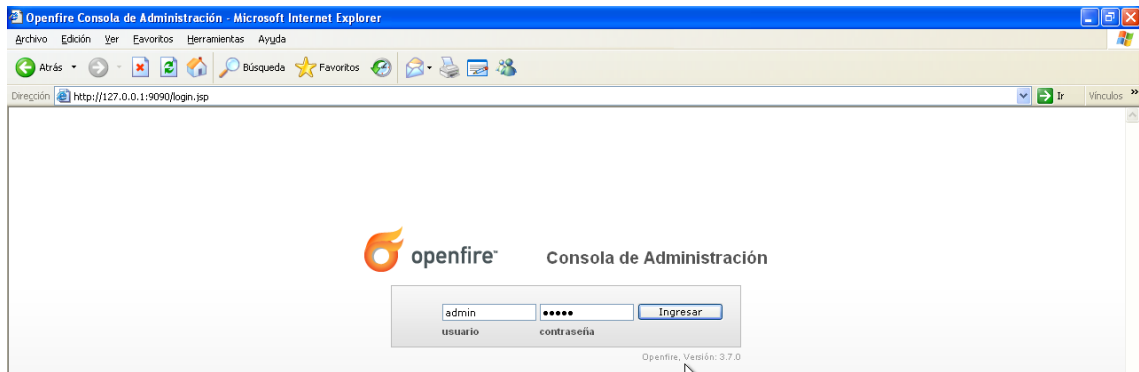 Openfire Consola de Administración - Microsoft Internet Explorer
Archivo Edición Ver Favoritos Herramientas Ayuda
Atrás Búsqueda Favoritos
Dirección http://127.0.0.1:9090/login.jsp Ir Vínculos »
openfire™ Consola de Administración
admin ••••• Ingresar
usuario contraseña
Openfire, Versión: 3.7.0